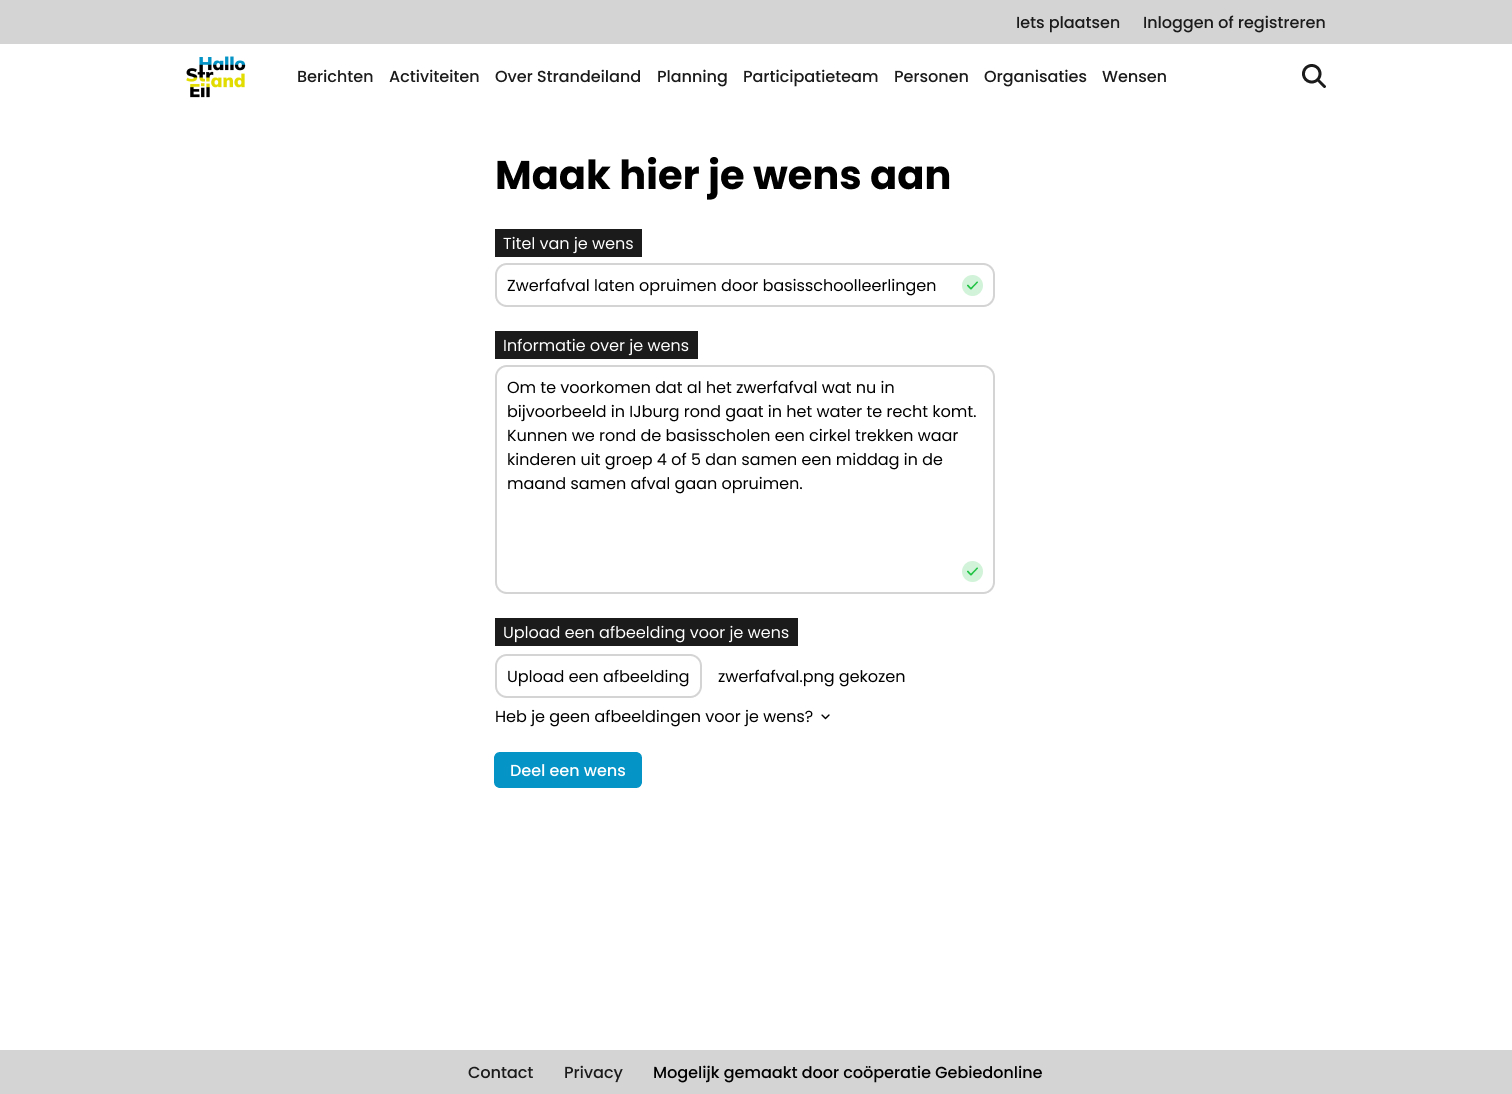 Iets plaatsen Inloggen of registreren
Hallo
Str and
Eil
Berichten Activiteiten Over Strandeiland Planning Participatieteam Personen Organisaties Wensen
Maak hier je wens aan
Titel van je wens
Zwerfafval laten opruimen door basisschoolleerlingen
Informatie over je wens
Om te voorkomen dat al het zwerfafval wat nu in
bijvoorbeeld in IJburg rond gaat in het water te recht komt.
Kunnen we rond de basisscholen een cirkel trekken waar
kinderen uit groep 4 of 5 dan samen een middag in de
maand samen afval gaan opruimen.
Upload een afbeelding voor je wens
Upload een afbeelding zwerfafval.png gekozen
Heb je geen afbeeldingen voor je wens?
Deel een wens
Contact Privacy Mogelijk gemaakt door coöperatie Gebiedonline